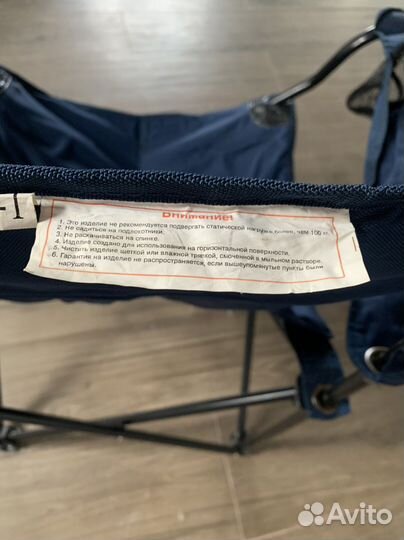 Внимание!
1. Это изделие не рекомендуется подвергать статической нагрузке более, чем 100 кг.
2. Не садиться на подлокотники.
3. Не раскачиваться на спинке.
4. Изделие создано для использования на горизонтальной поверхности.
5. Чистить изделие щеткой или влажной тряпкой, смоченной в мыльном растворе.
6. Гарантия на изделие не распространяется, если вышеупомянутые пункты были
нарушены.
Avito